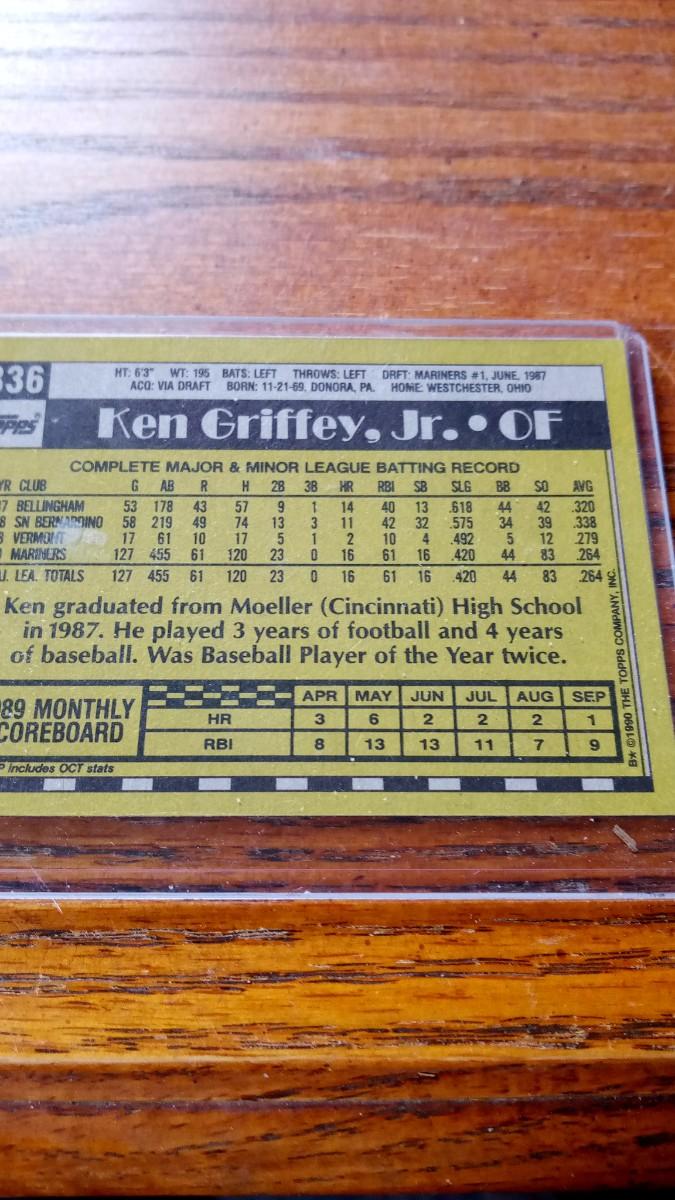 336
HT: 6'3" WT: 195 BATS: LEFT THROWS: LEFT DRFT: MARINERS #1, JUNE, 1987
ACQ: VIA DRAFT BORN: 11-21-69, DONORA, PA. HOME: WESTCHESTER, OHIO
OPPS®
Ken Griffey, Jr. • OF
COMPLETE MAJOR & MINOR LEAGUE BATTING RECORD
YR CLUB G AB R H 2B 3B HR RBI SB SLG BB SO AVG
7 BELLINGHAM 53 178 43 57 9 1 14 40 13 .618 44 42 .320
8 SN BERNARDINO 58 219 49 74 13 3 11 42 32 .575 34 39 .338
8 VERMONT 17 61 10 17 5 1 2 10 4 .492 5 12 .279
MARINERS 127 455 61 120 23 0 16 61 16 .420 44 83 .264
J. LEA. TOTALS 127 455 61 120 23 0 16 61 16 .420 44 83 .264
Ken graduated from Moeller (Cincinnati) High School
in 1987. He played 3 years of football and 4 years
of baseball. Was Baseball Player of the Year twice.
89 MONTHLY
COREBOARD
APR MAY JUN JUL AUG SEP
HR 3 6 2 2 2 1
RBI 8 13 13 11 7 9
P includes OCT stats
B★ ©1990 THE TOPPS COMPANY, INC.